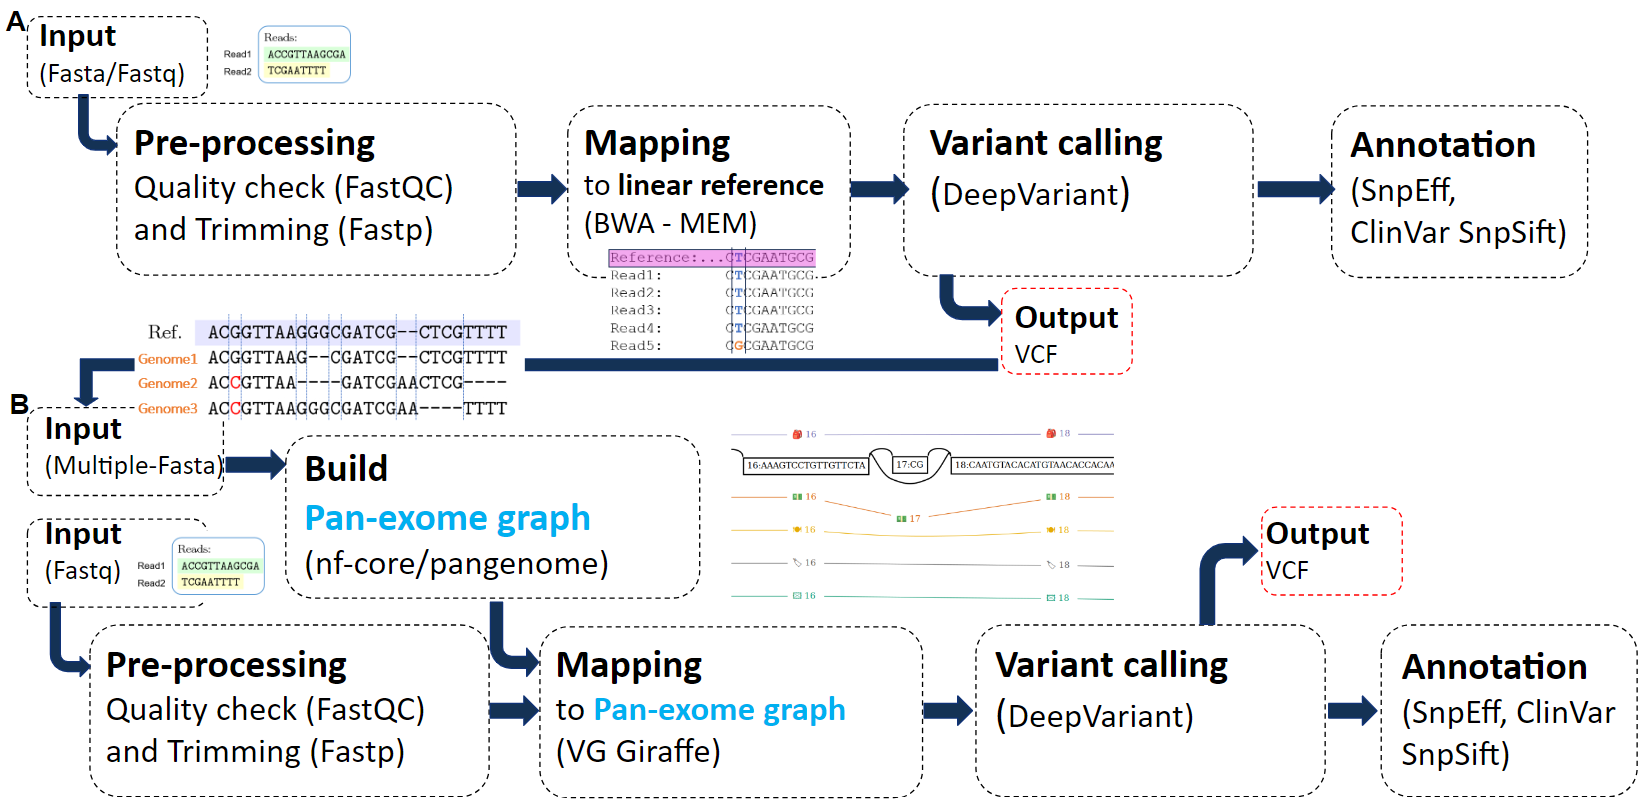 A
Input
(Fasta/Fastq)
Reads:
Read1 ACCGTTAAGCGA
Read2 TCGAATTTT
Pre-processing
Quality check (FastQC)
and Trimming (Fastp)
Mapping
to linear reference
(BWA - MEM)
Reference:...CTCGAATGCG
Read1: CTCGAATGCG
Read2: CTCGAATGCG
Read3: CTCGAATGCG
Read4: CTCGAATGCG
Read5: CGCGAATGCG
Variant calling
(DeepVariant)
Annotation
(SnpEff,
ClinVar SnpSift)
Output
VCF
Ref. ACGGTTAAGGGCGATCG--CTCGTTTT
Genome1 ACGGTTAAG--CGATCG--CTCGTTTT
Genome2 ACCGTTAA----GATCGAACTCG----
Genome3 ACCGTTAAGGGCGATCGAA----TTTT
B
Input
(Multiple-Fasta)
Build
Pan-exome graph
(nf-core/pangenome)
16 18
16:AAAGTCCTGTTGTTCTA 17:CG 18:CAATGTACACATGTAACACCACAA
16 18
17
16 18
16 18
16 18
Input
(Fastq)
Reads:
Read1 ACCGTTAAGCGA
Read2 TCGAATTTT
Output
VCF
Pre-processing
Quality check (FastQC)
and Trimming (Fastp)
Mapping
to Pan-exome graph
(VG Giraffe)
Variant calling
(DeepVariant)
Annotation
(SnpEff, ClinVar
SnpSift)